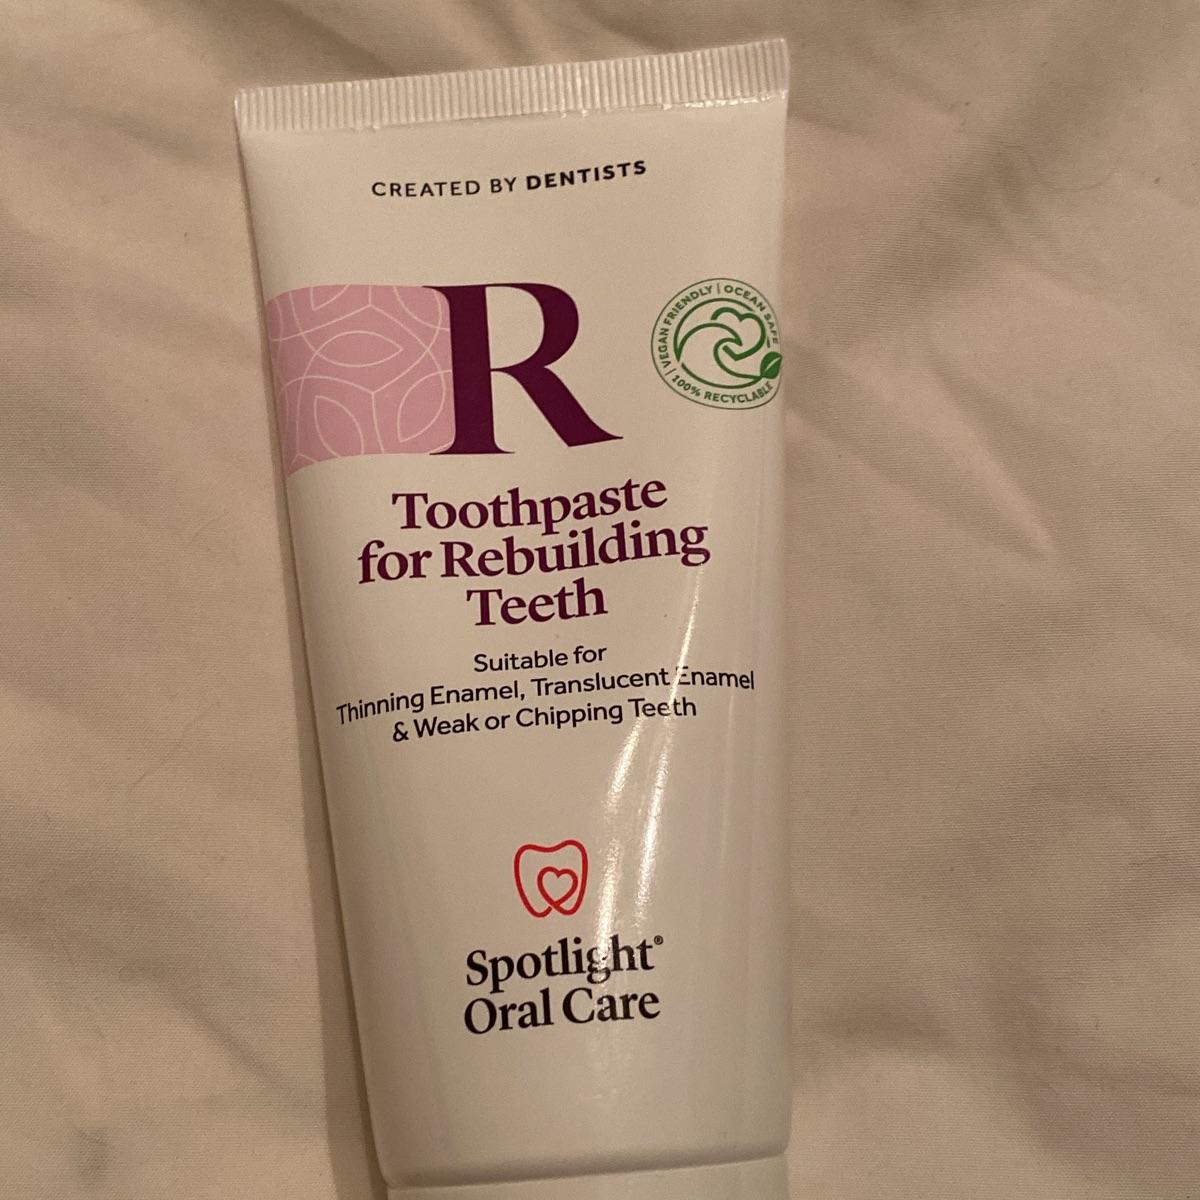 CREATED BY DENTISTS
R
VEGAN FRIENDLY | OCEAN SAFE | 100% RECYCLABLE
Toothpaste
for Rebuilding
Teeth
Suitable for
Thinning Enamel, Translucent Enamel
& Weak or Chipping Teeth
Spotlight®
Oral Care